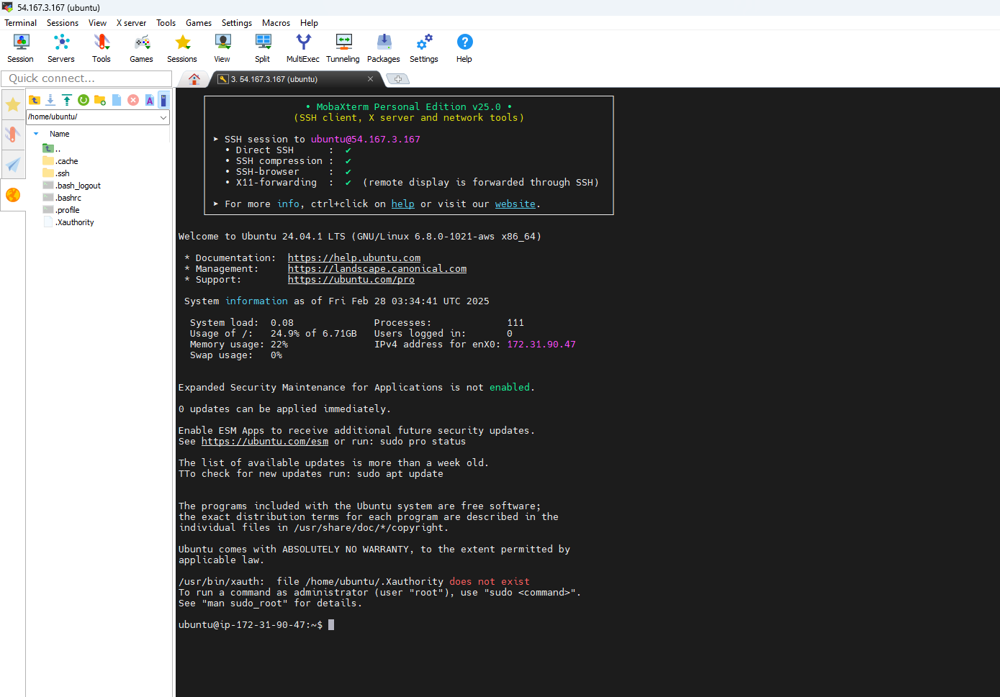 54.167.3.167 (ubuntu)
Terminal Sessions View X server Tools Games Settings Macros Help
Session Servers Tools Games Sessions View Split MultiExec Tunneling Packages Settings Help
Quick connect...
3. 54.167.3.167 (ubuntu)
/home/ubuntu/
Name
..
.cache
.ssh
.bash_logout
.bashrc
.profile
.Xauthority
• MobaXterm Personal Edition v25.0 •
(SSH client, X server and network tools)
➤ SSH session to ubuntu@54.167.3.167
• Direct SSH : ✔
• SSH compression : ✔
• SSH-browser : ✔
• X11-forwarding : ✔ (remote display is forwarded through SSH)
➤ For more info, ctrl+click on help or visit our website.
Welcome to Ubuntu 24.04.1 LTS (GNU/Linux 6.8.0-1021-aws x86_64)
* Documentation: https://help.ubuntu.com
* Management: https://landscape.canonical.com
* Support: https://ubuntu.com/pro
System information as of Fri Feb 28 03:34:41 UTC 2025
System load: 0.08 Processes: 111
Usage of /: 24.9% of 6.71GB Users logged in: 0
Memory usage: 22% IPv4 address for enX0: 172.31.90.47
Swap usage: 0%
Expanded Security Maintenance for Applications is not enabled.
0 updates can be applied immediately.
Enable ESM Apps to receive additional future security updates.
See https://ubuntu.com/esm or run: sudo pro status
The list of available updates is more than a week old.
TTo check for new updates run: sudo apt update
The programs included with the Ubuntu system are free software;
the exact distribution terms for each program are described in the
individual files in /usr/share/doc/*/copyright.
Ubuntu comes with ABSOLUTELY NO WARRANTY, to the extent permitted by
applicable law.
/usr/bin/xauth: file /home/ubuntu/.Xauthority does not exist
To run a command as administrator (user "root"), use "sudo <command>".
See "man sudo_root" for details.
ubuntu@ip-172-31-90-47:~$